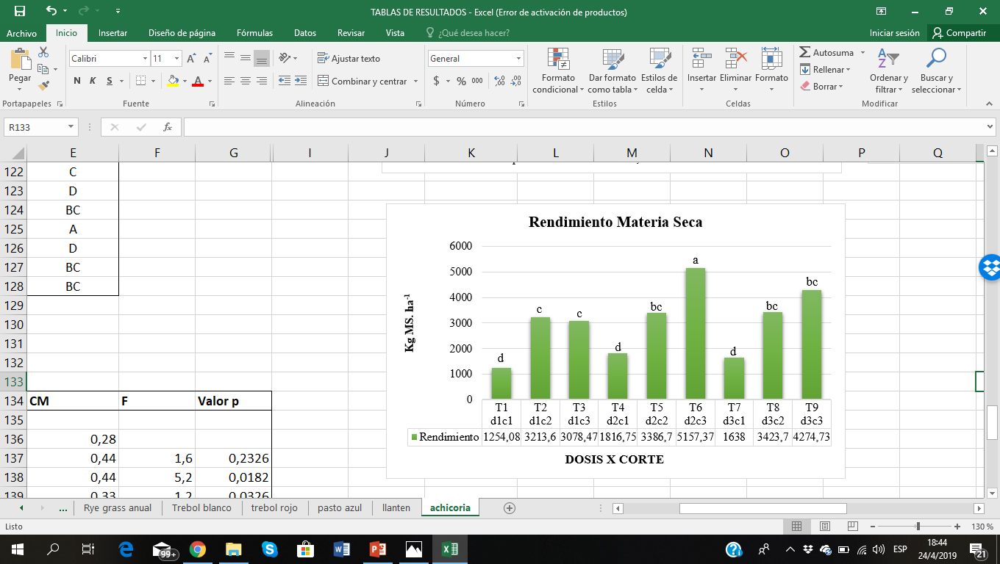 TABLAS DE RESULTADOS - Excel (Error de activación de productos)
Archivo Inicio Insertar Diseño de página Fórmulas Datos Revisar Vista ¿Qué desea hacer? Iniciar sesión Compartir
Pegar
Calibri 11
N K S
Ajustar texto
Combinar y centrar
General
$ % 000
Formato condicional
Dar formato como tabla
Estilos de celda
Insertar Eliminar Formato
Autosuma
Rellenar
Borrar
Ordenar y filtrar
Buscar y seleccionar
Portapapeles Fuente Alineación Número Estilos Celdas Modificar
R133 fx
E F G I J K L M N O P Q
122 C
123 D
124 BC
125 A
126 D
127 BC
128 BC
129
130
131
132
133
134 CM F Valor p
135
136 0,28
137 0,44 1,6 0,2326
138 0,44 5,2 0,0182
139 0,33 1,2 0,0326
Rendimiento Materia Seca
Kg MS. ha-1
6000
5000
4000
3000
2000
1000
0
d c c d bc a d bc bc
T1 T2 T3 T4 T5 T6 T7 T8 T9
d1c1 d1c2 d1c3 d2c1 d2c2 d2c3 d3c1 d3c2 d3c3
Rendimiento 1254,08 3213,6 3078,47 1816,75 3386,7 5157,37 1638 3423,7 4274,73
DOSIS X CORTE
... Rye grass anual Trebol blanco trebol rojo pasto azul llanten achicoria
Listo 130 %
99+ ESP 18:44
24/4/2019 21